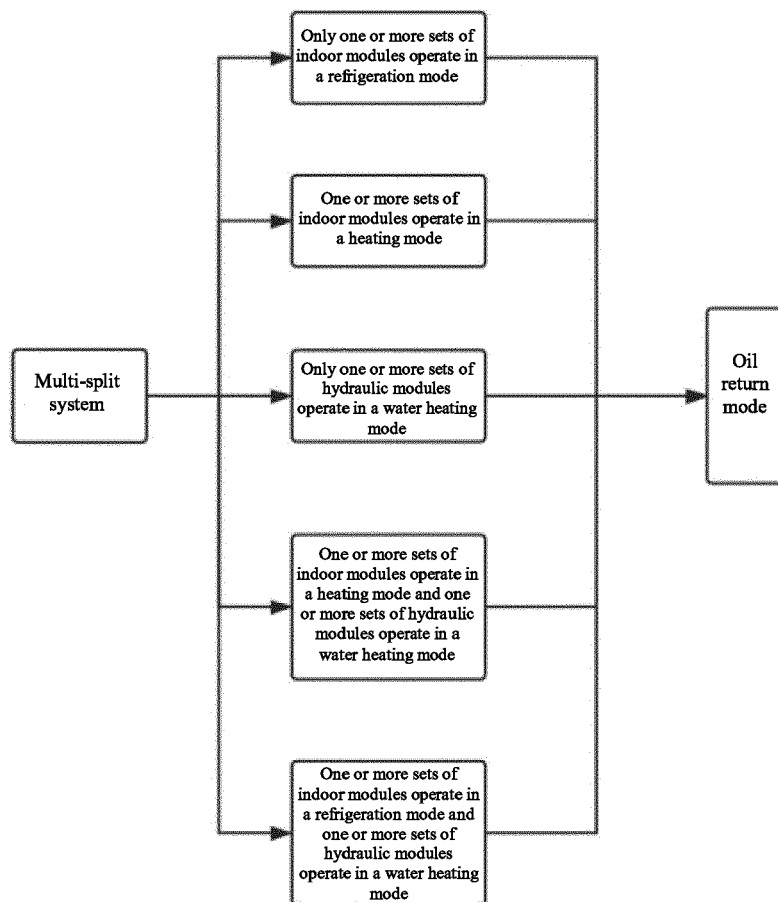 Only one or more sets of
indoor modules operate in
a refrigeration mode
One or more sets of
indoor modules operate in
a heating mode
Multi-split
system
Only one or more sets of
hydraulic modules
operate in a water heating
mode
Oil
return
mode
One or more sets of
indoor modules operate in
a heating mode and one
or more sets of hydraulic
modules operate in a
water heating mode
One or more sets of
indoor modules operate in
a refrigeration mode and
one or more sets of
hydraulic modules
operate in a water heating
mode